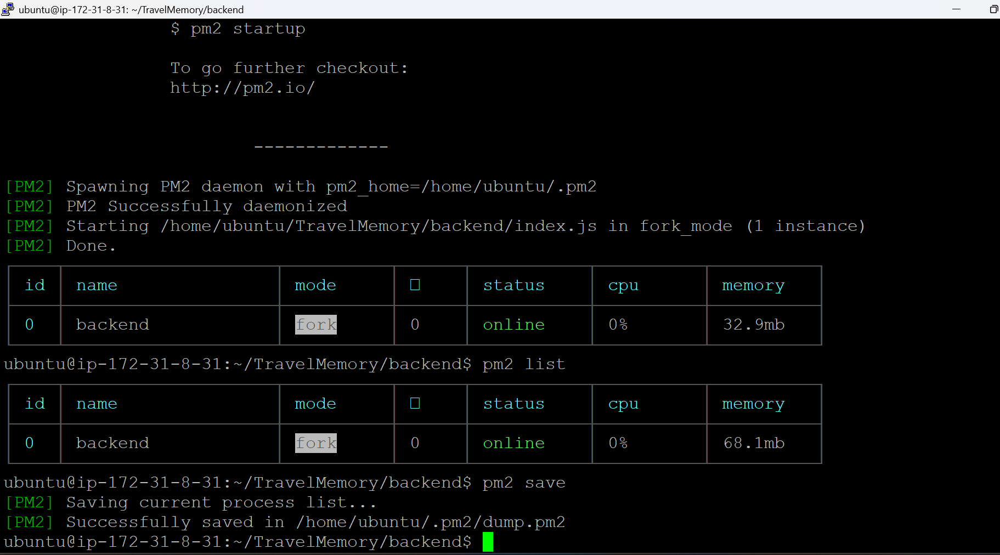 ubuntu@ip-172-31-8-31: ~/TravelMemory/backend
$ pm2 startup
To go further checkout:
http://pm2.io/
-------------
[PM2] Spawning PM2 daemon with pm2_home=/home/ubuntu/.pm2
[PM2] PM2 Successfully daemonized
[PM2] Starting /home/ubuntu/TravelMemory/backend/index.js in fork_mode (1 instance)
[PM2] Done.
id name mode □ status cpu memory
0 backend fork 0 online 0% 32.9mb
ubuntu@ip-172-31-8-31:~/TravelMemory/backend$ pm2 list
id name mode □ status cpu memory
0 backend fork 0 online 0% 68.1mb
ubuntu@ip-172-31-8-31:~/TravelMemory/backend$ pm2 save
[PM2] Saving current process list...
[PM2] Successfully saved in /home/ubuntu/.pm2/dump.pm2
ubuntu@ip-172-31-8-31:~/TravelMemory/backend$